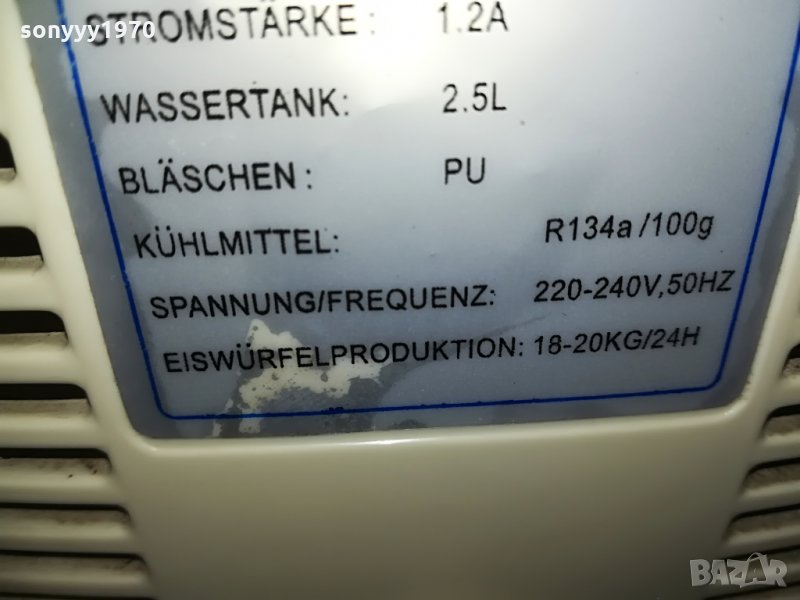 sonyyy1970
STROMSTÄRKE: 1.2A
WASSERTANK: 2.5L
BLÄSCHEN: PU
KÜHLMITTEL: R134a/100g
SPANNUNG/FREQUENZ: 220-240V,50HZ
EISWÜRFELPRODUKTION: 18-20KG/24H
BAZAR